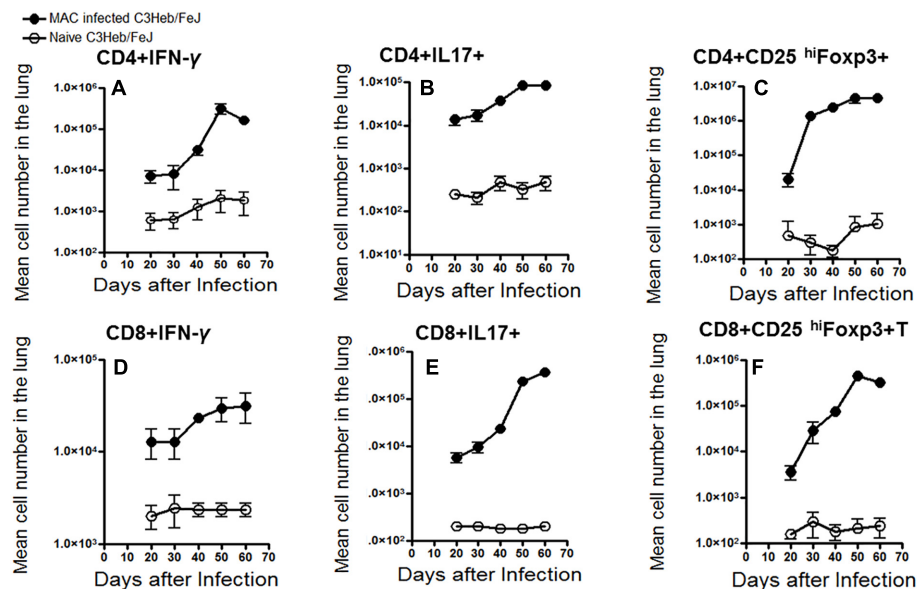 MAC infected C3Heb/FeJ
Naive C3Heb/FeJ
CD4+IFN-γ
A
Mean cell number in the lung
1.0×10⁶
1.0×10⁵
1.0×10⁴
1.0×10³
1.0×10²
0 10 20 30 40 50 60 70
Days after Infection
CD4+IL17+
B
Mean cell number in the lung
1.0×10⁵
1.0×10⁴
1.0×10³
1.0×10²
1.0×10¹
0 10 20 30 40 50 60 70
Days after Infection
CD4+CD25 ʰⁱFoxp3+
C
Mean cell number in the lung
1.0×10⁷
1.0×10⁶
1.0×10⁵
1.0×10⁴
1.0×10³
1.0×10²
0 10 20 30 40 50 60 70
Days after Infection
CD8+IFN-γ
D
Mean cell number in the lung
1.0×10⁵
1.0×10⁴
1.0×10³
0 10 20 30 40 50 60 70
Days after Infection
CD8+IL17+
E
Mean cell number in the lung
.0×10⁶
.0×10⁵
.0×10⁴
.0×10³
.0×10²
0 10 20 30 40 50 60 70
Days after Infection
CD8+CD25 ʰⁱFoxp3+T
F
Mean cell number in the lung
1.0×10⁶
1.0×10⁵
1.0×10⁴
1.0×10³
1.0×10²
0 10 20 30 40 50 60 70
Days after Infection